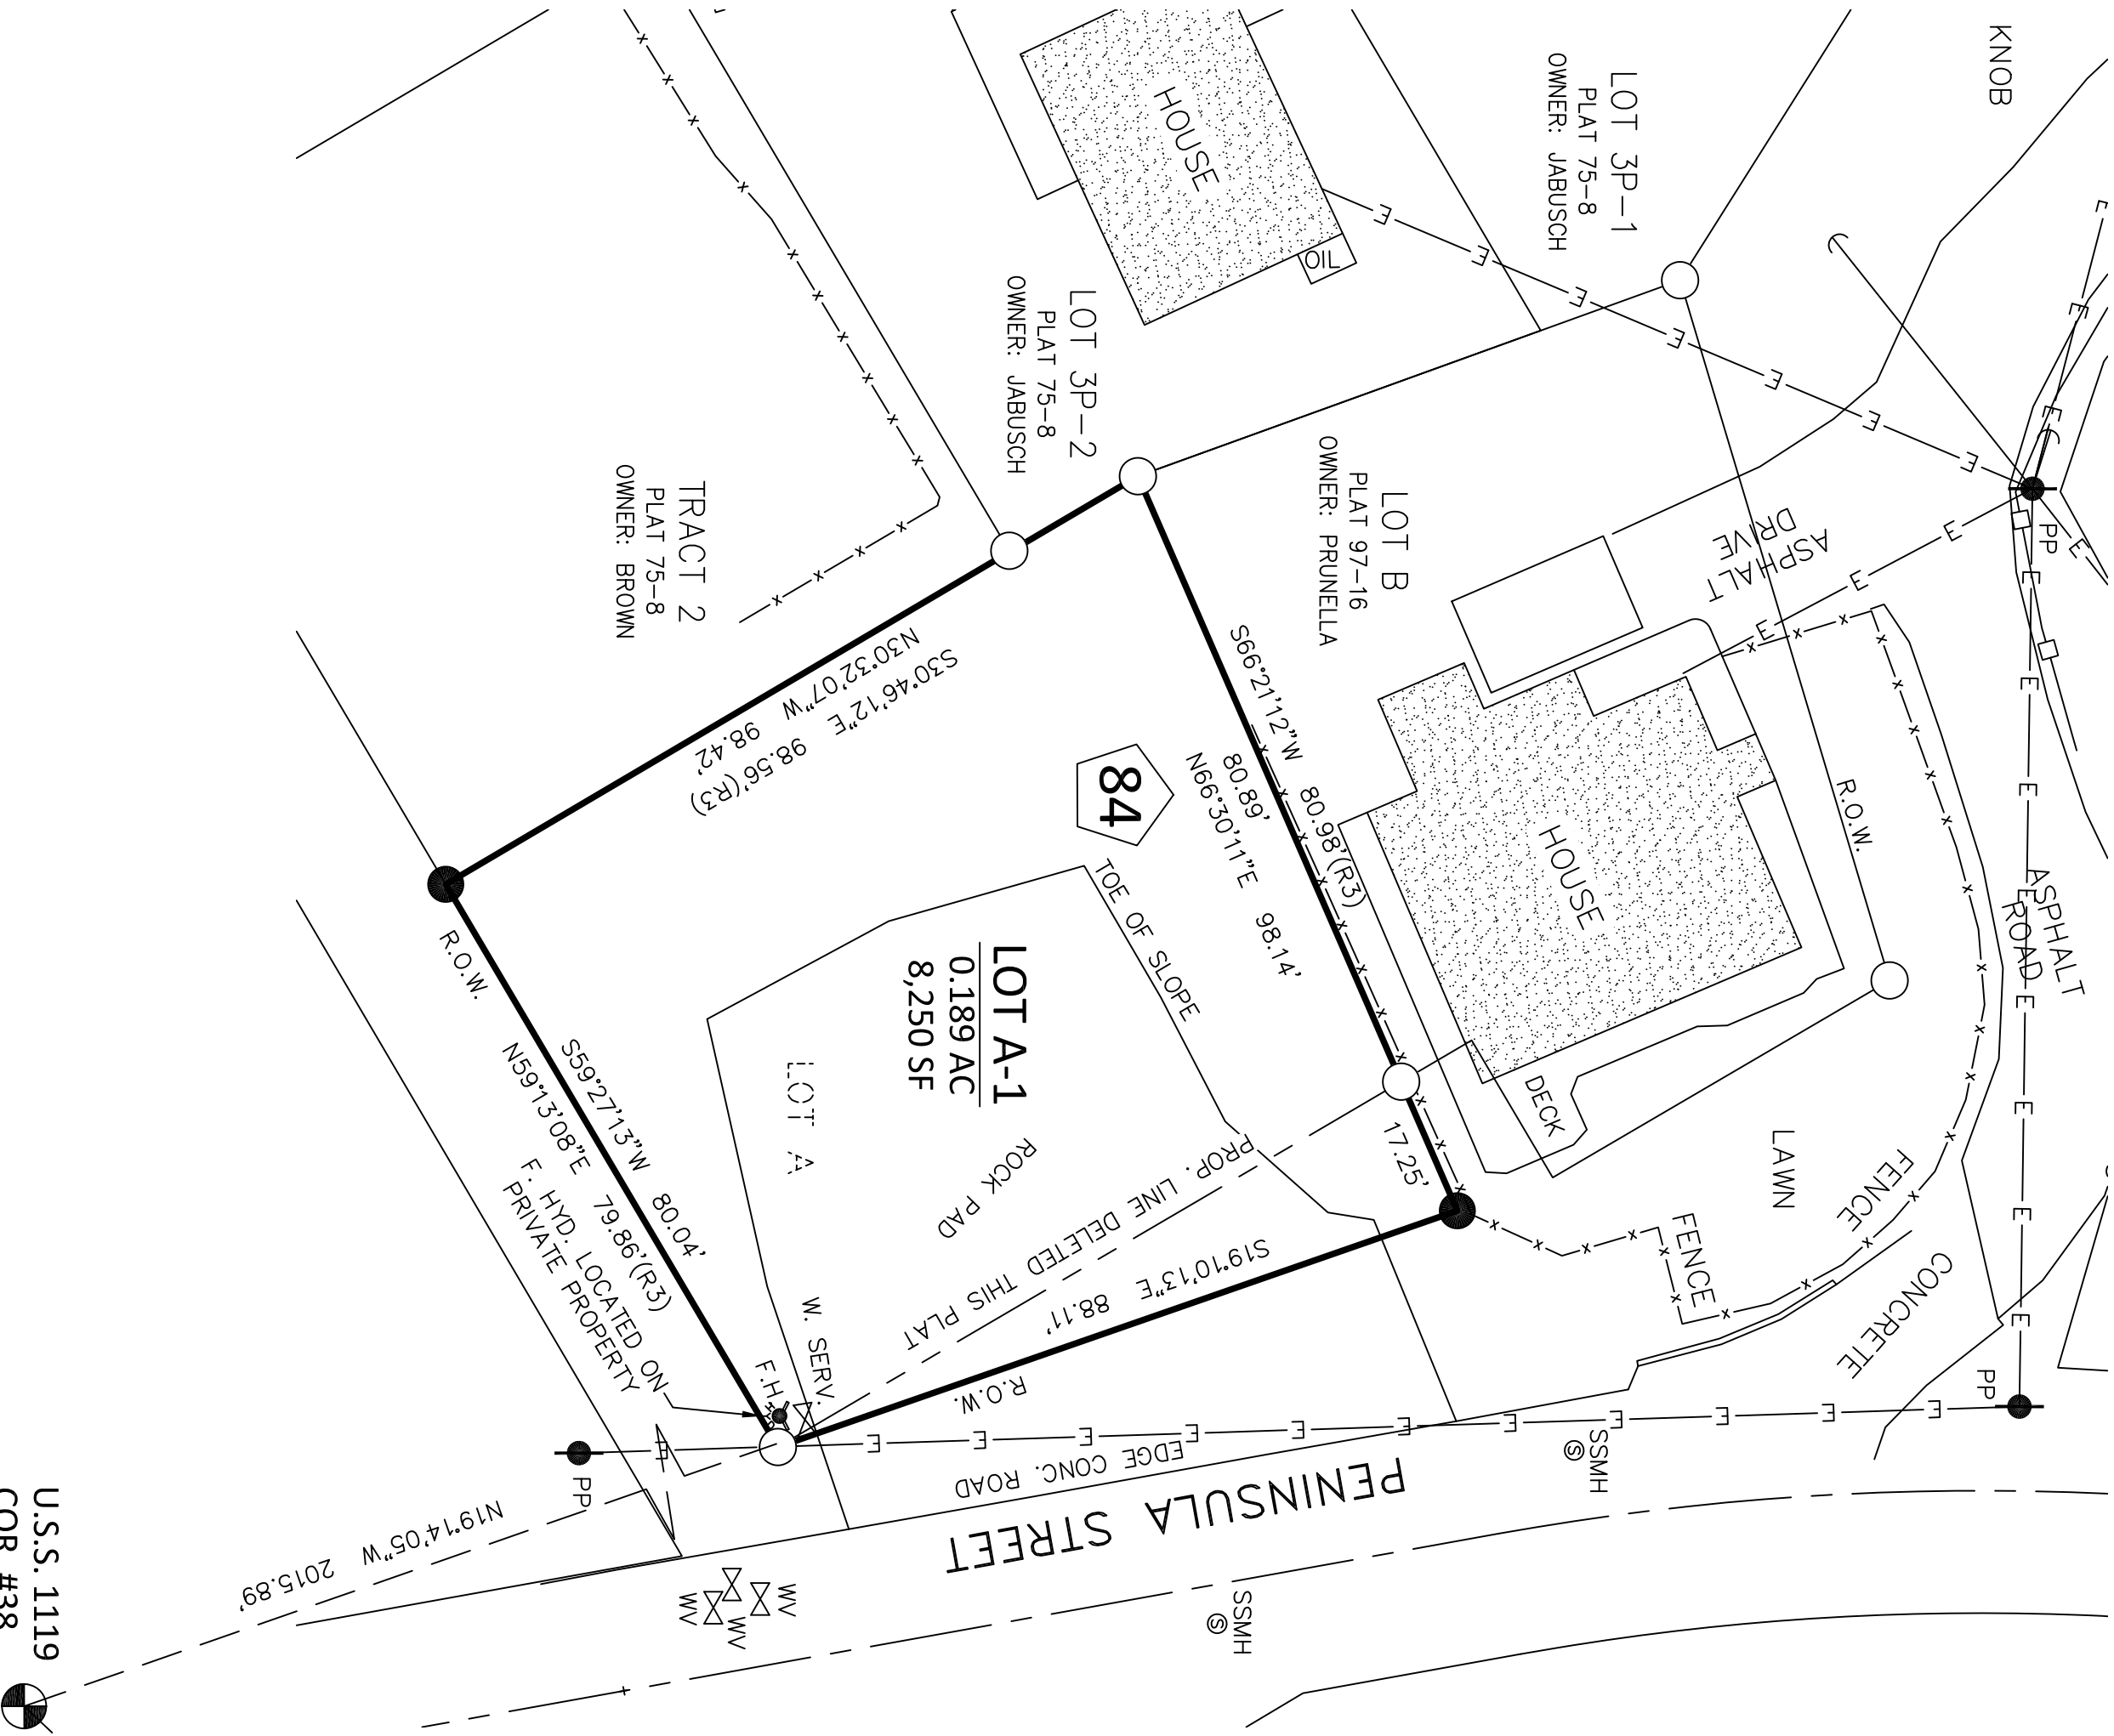 KNOB
LOT 3P-1
PLAT 75-8
OWNER: JABUSCH
HOUSE
OIL
LOT 3P-2
PLAT 75-8
OWNER: JABUSCH
TRACT 2
PLAT 75-8
OWNER: BROWN
LOT B
PLAT 97-16
OWNER: PRUNELLA
ASPHALT
DRIVE
PP
ASPHALT
ROAD
R.O.W.
HOUSE
DECK
LAWN
FENCE
FENCE
CONCRETE
PP
S66°21'12"W 80.98'(R3)
80.89'
N66°30'11"E 98.14'
17.25'
N30°32'07"W 98.42'
S30°46'12"E 98.56'(R3)
84
TOE OF SLOPE
LOT A-1
0.189 AC
8,250 SF
LOT A
ROCK PAD
PROP. LINE DELETED THIS PLAT
S19°10'13"E 88.11'
R.O.W.
R.O.W.
S59°27'13"W 80.04'
N59°13'08"E 79.86'(R3)
F. HYD. LOCATED ON
PRIVATE PROPERTY
W. SERV.
F.H.
EDGE CONC. ROAD
PENINSULA STREET
SSMH
S
SSMH
S
PP
WV
WV
WV
N19°14'05"W 2015.89'
U.S.S. 1119
COR #38